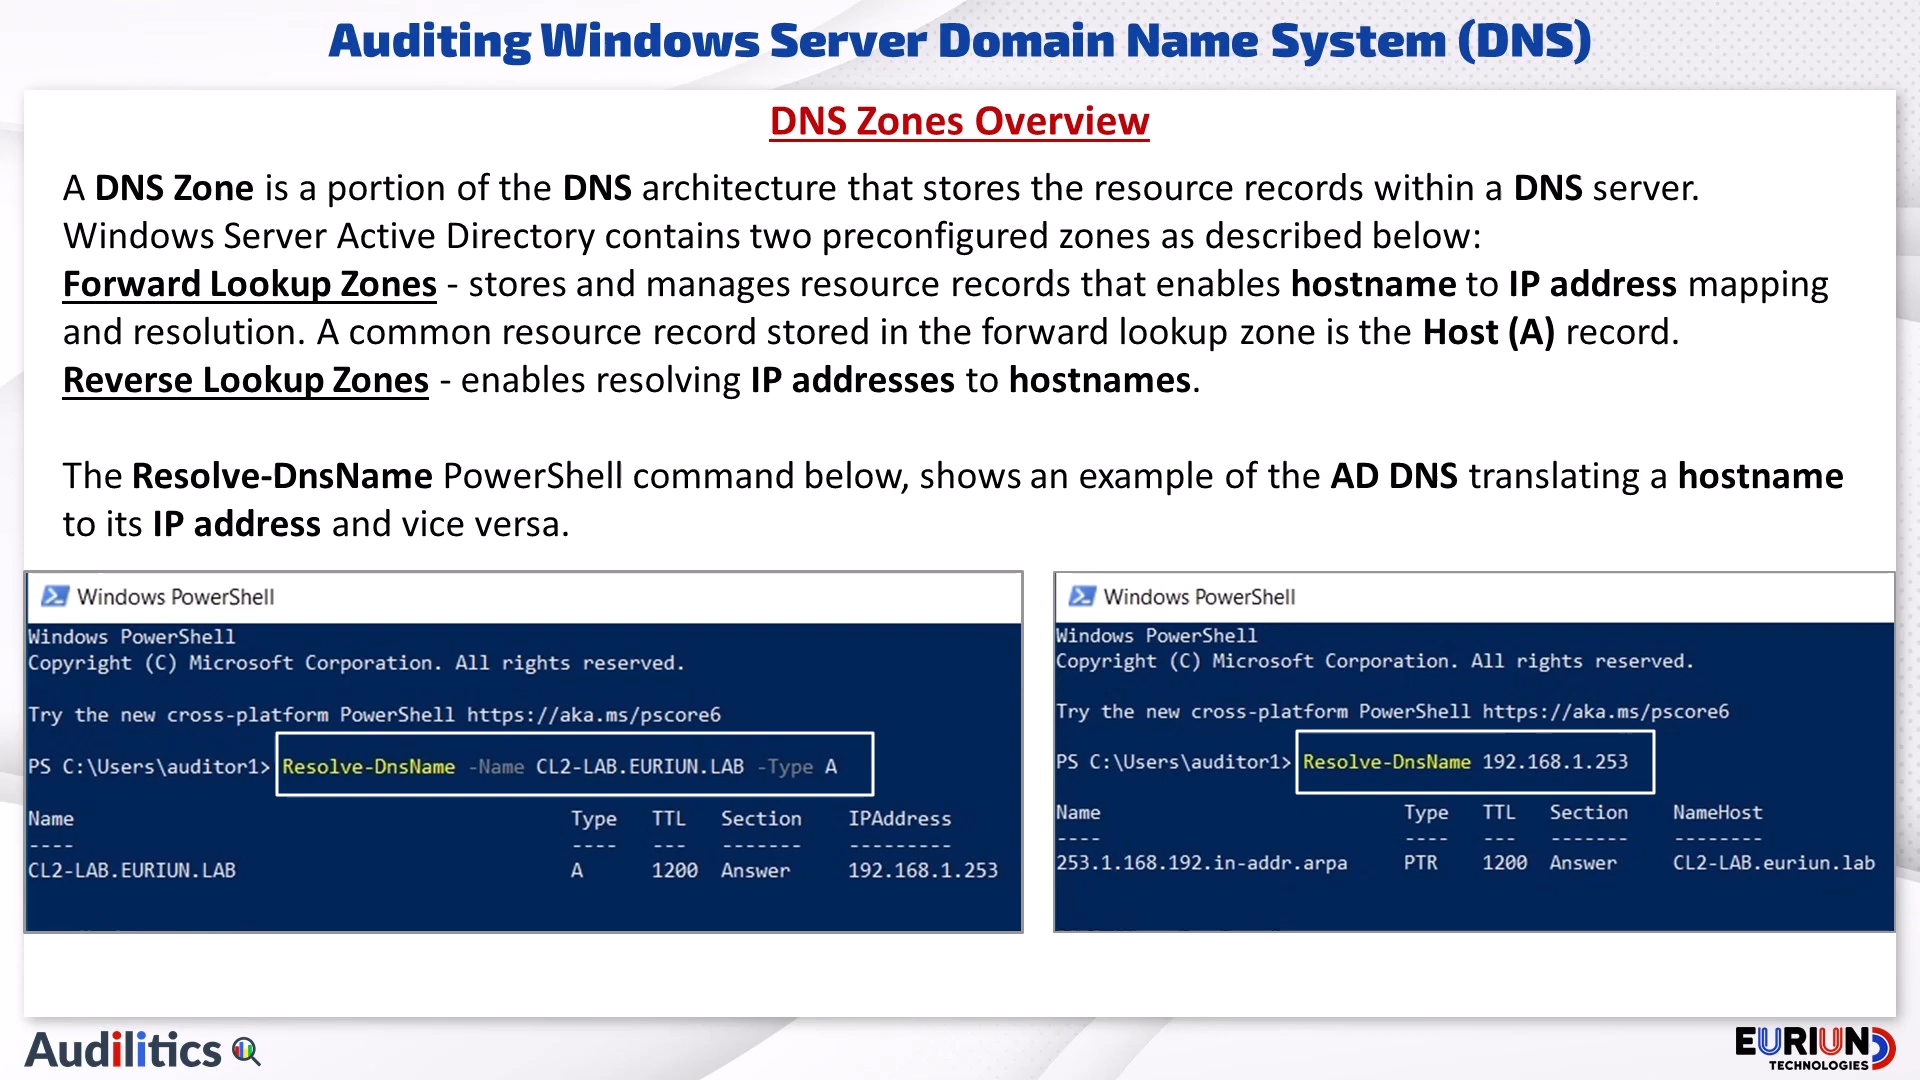 Auditing Windows Server Domain Name System (DNS)
DNS Zones Overview
A DNS Zone is a portion of the DNS architecture that stores the resource records within a DNS server.
Windows Server Active Directory contains two preconfigured zones as described below:
Forward Lookup Zones - stores and manages resource records that enables hostname to IP address mapping
and resolution. A common resource record stored in the forward lookup zone is the Host (A) record.
Reverse Lookup Zones - enables resolving IP addresses to hostnames.
The Resolve-DnsName PowerShell command below, shows an example of the AD DNS translating a hostname
to its IP address and vice versa.
Windows PowerShell
Windows PowerShell
Copyright (C) Microsoft Corporation. All rights reserved.
Try the new cross-platform PowerShell https://aka.ms/pscore6
PS C:\Users\auditor1> Resolve-DnsName -Name CL2-LAB.EURIUN.LAB -Type A
Name Type TTL Section IPAddress
---- ---- --- ------- ---------
CL2-LAB.EURIUN.LAB A 1200 Answer 192.168.1.253
Windows PowerShell
Windows PowerShell
Copyright (C) Microsoft Corporation. All rights reserved.
Try the new cross-platform PowerShell https://aka.ms/pscore6
PS C:\Users\auditor1> Resolve-DnsName 192.168.1.253
Name Type TTL Section NameHost
---- ---- --- ------- --------
253.1.168.192.in-addr.arpa PTR 1200 Answer CL2-LAB.euriun.lab
Audilitics
EURIUN
TECHNOLOGIES